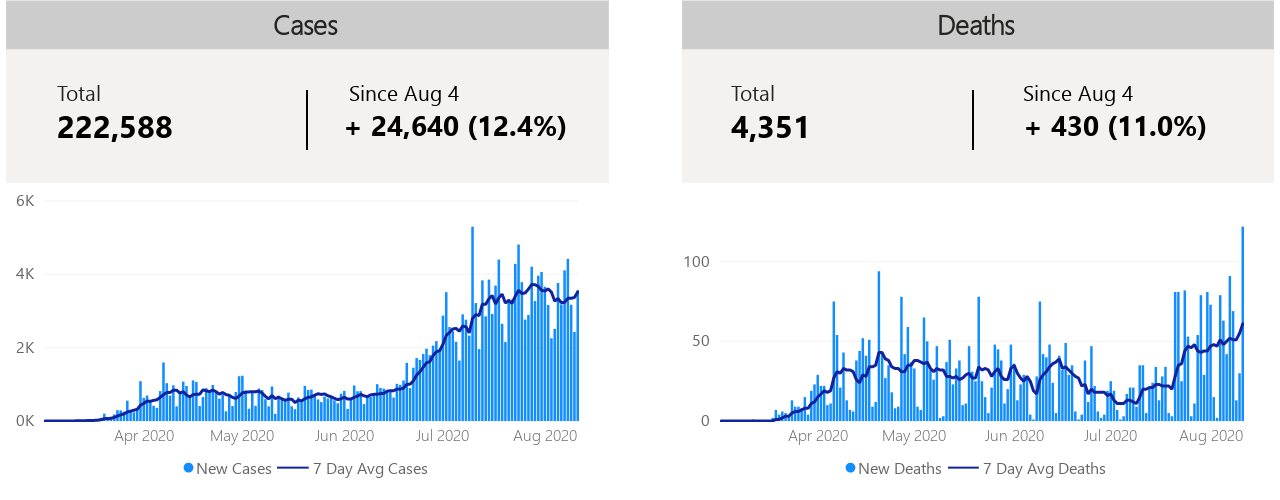 Cases
Total
222,588
Since Aug 4
+ 24,640 (12.4%)
6K
4K
2K
0K
Apr 2020
May 2020
Jun 2020
Jul 2020
Aug 2020
New Cases
7 Day Avg Cases
Deaths
Total
4,351
Since Aug 4
+ 430 (11.0%)
100
50
0
Apr 2020
May 2020
Jun 2020
Jul 2020
Aug 2020
New Deaths
7 Day Avg Deaths